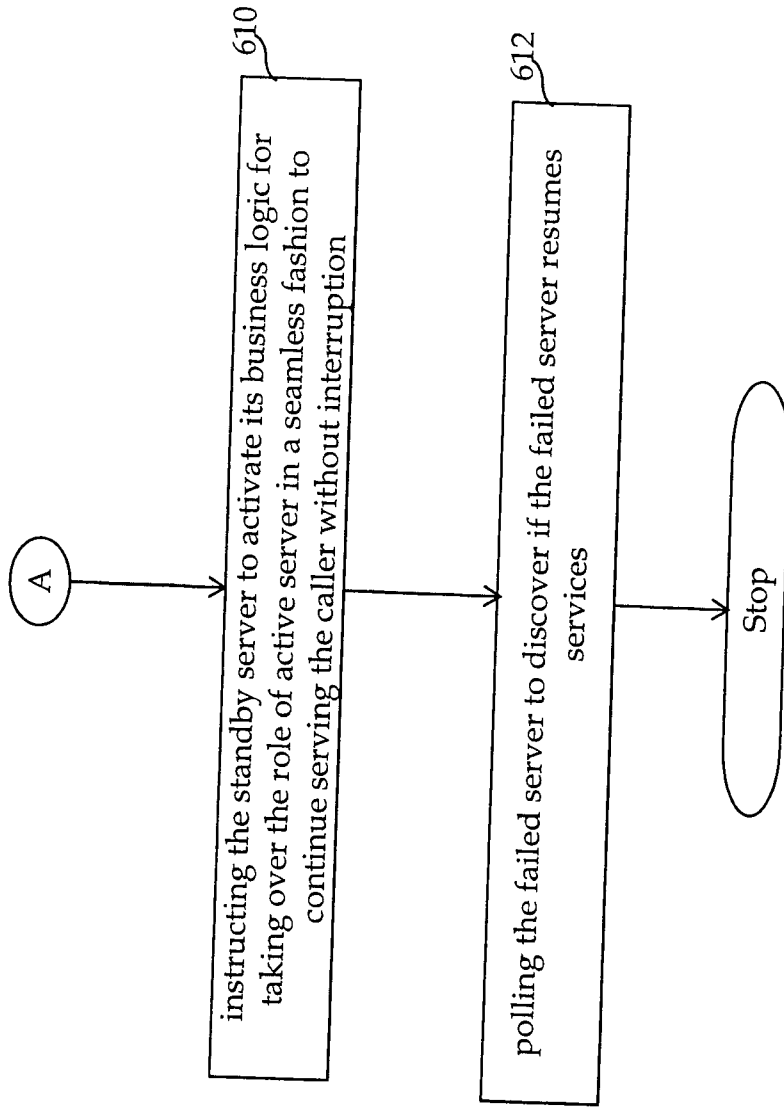 A
610
instructing the standby server to activate its business logic for
taking over the role of active server in a seamless fashion to
continue serving the caller without interruption
612
polling the failed server to discover if the failed server resumes
services
Stop